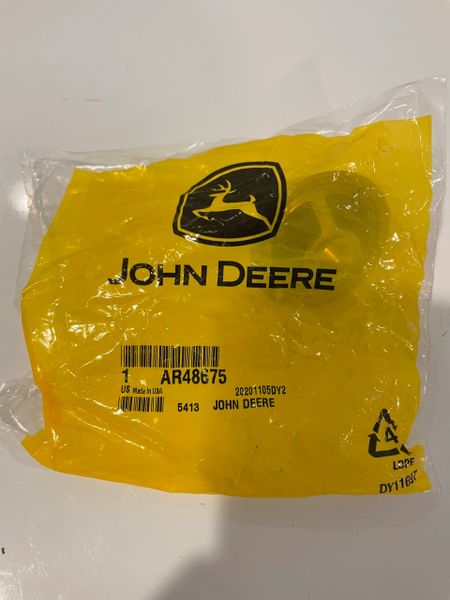 JOHN DEERE
1 AR48675
US Made in USA 20201105DY2
5413 JOHN DEERE
4
LDPE